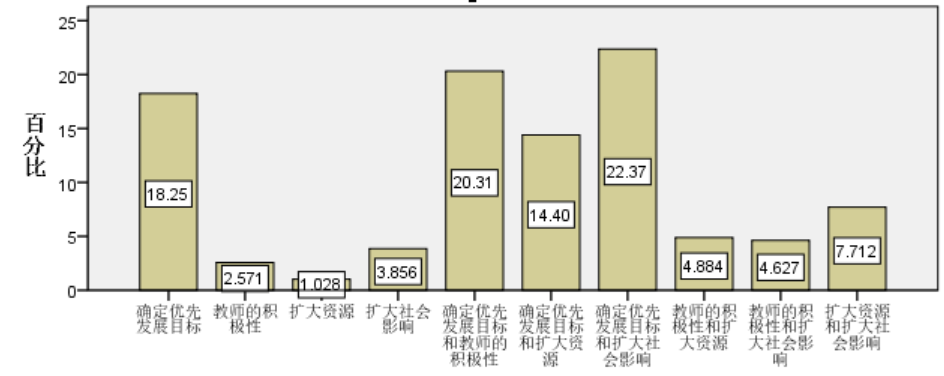 百分比
25
20
15
10
5
0
18.25
2.571
1.028
3.856
20.31
14.40
22.37
4.884
4.627
7.712
确定优先
发展目标
教师的积
极性
扩大资源
扩大社会
影响
确定优先
发展目标
和教师的
积极性
确定优先
发展目标
和扩大资
源
确定优先
发展目标
和扩大社
会影响
教师的积
极性和扩
大资源
教师的积
极性和扩
大社会影
响
扩大资源
和扩大社
会影响